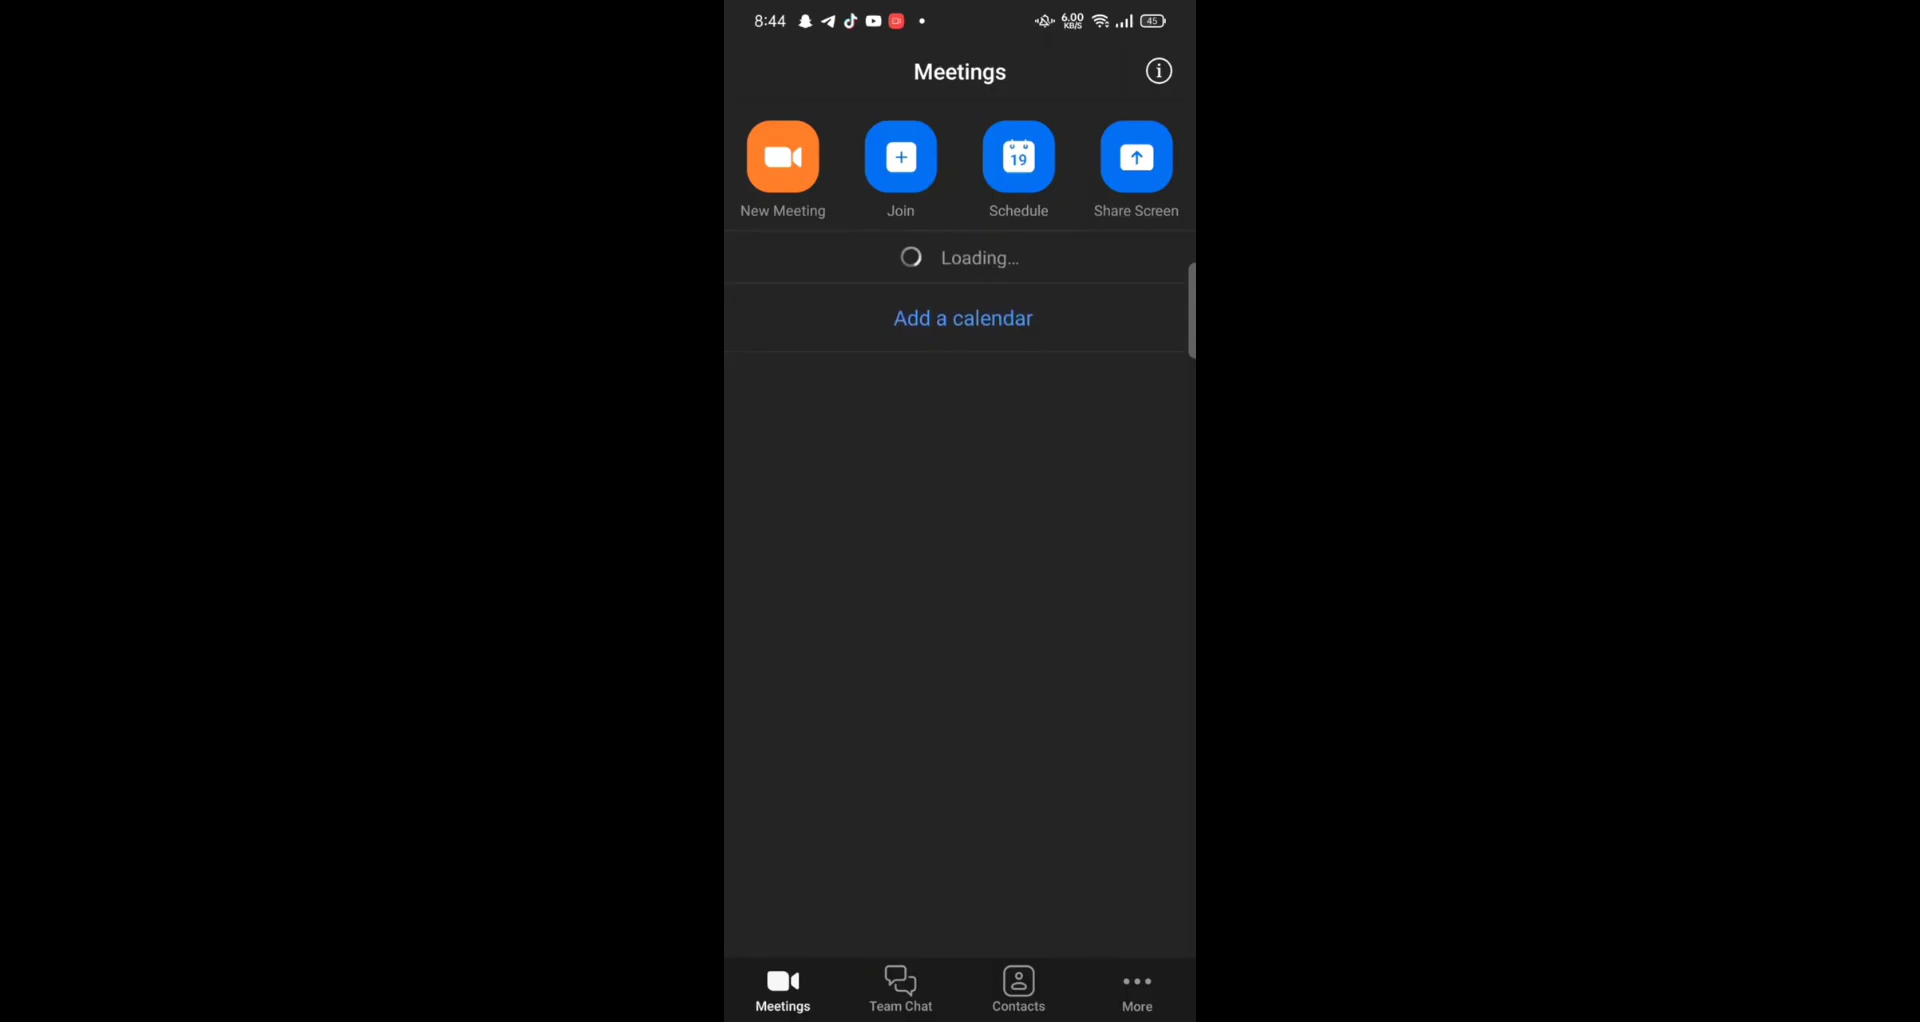 8:44 6.00 KB/S 45
Meetings
19
New Meeting Join Schedule Share Screen
Loading...
Add a calendar
Meetings Team Chat Contacts More